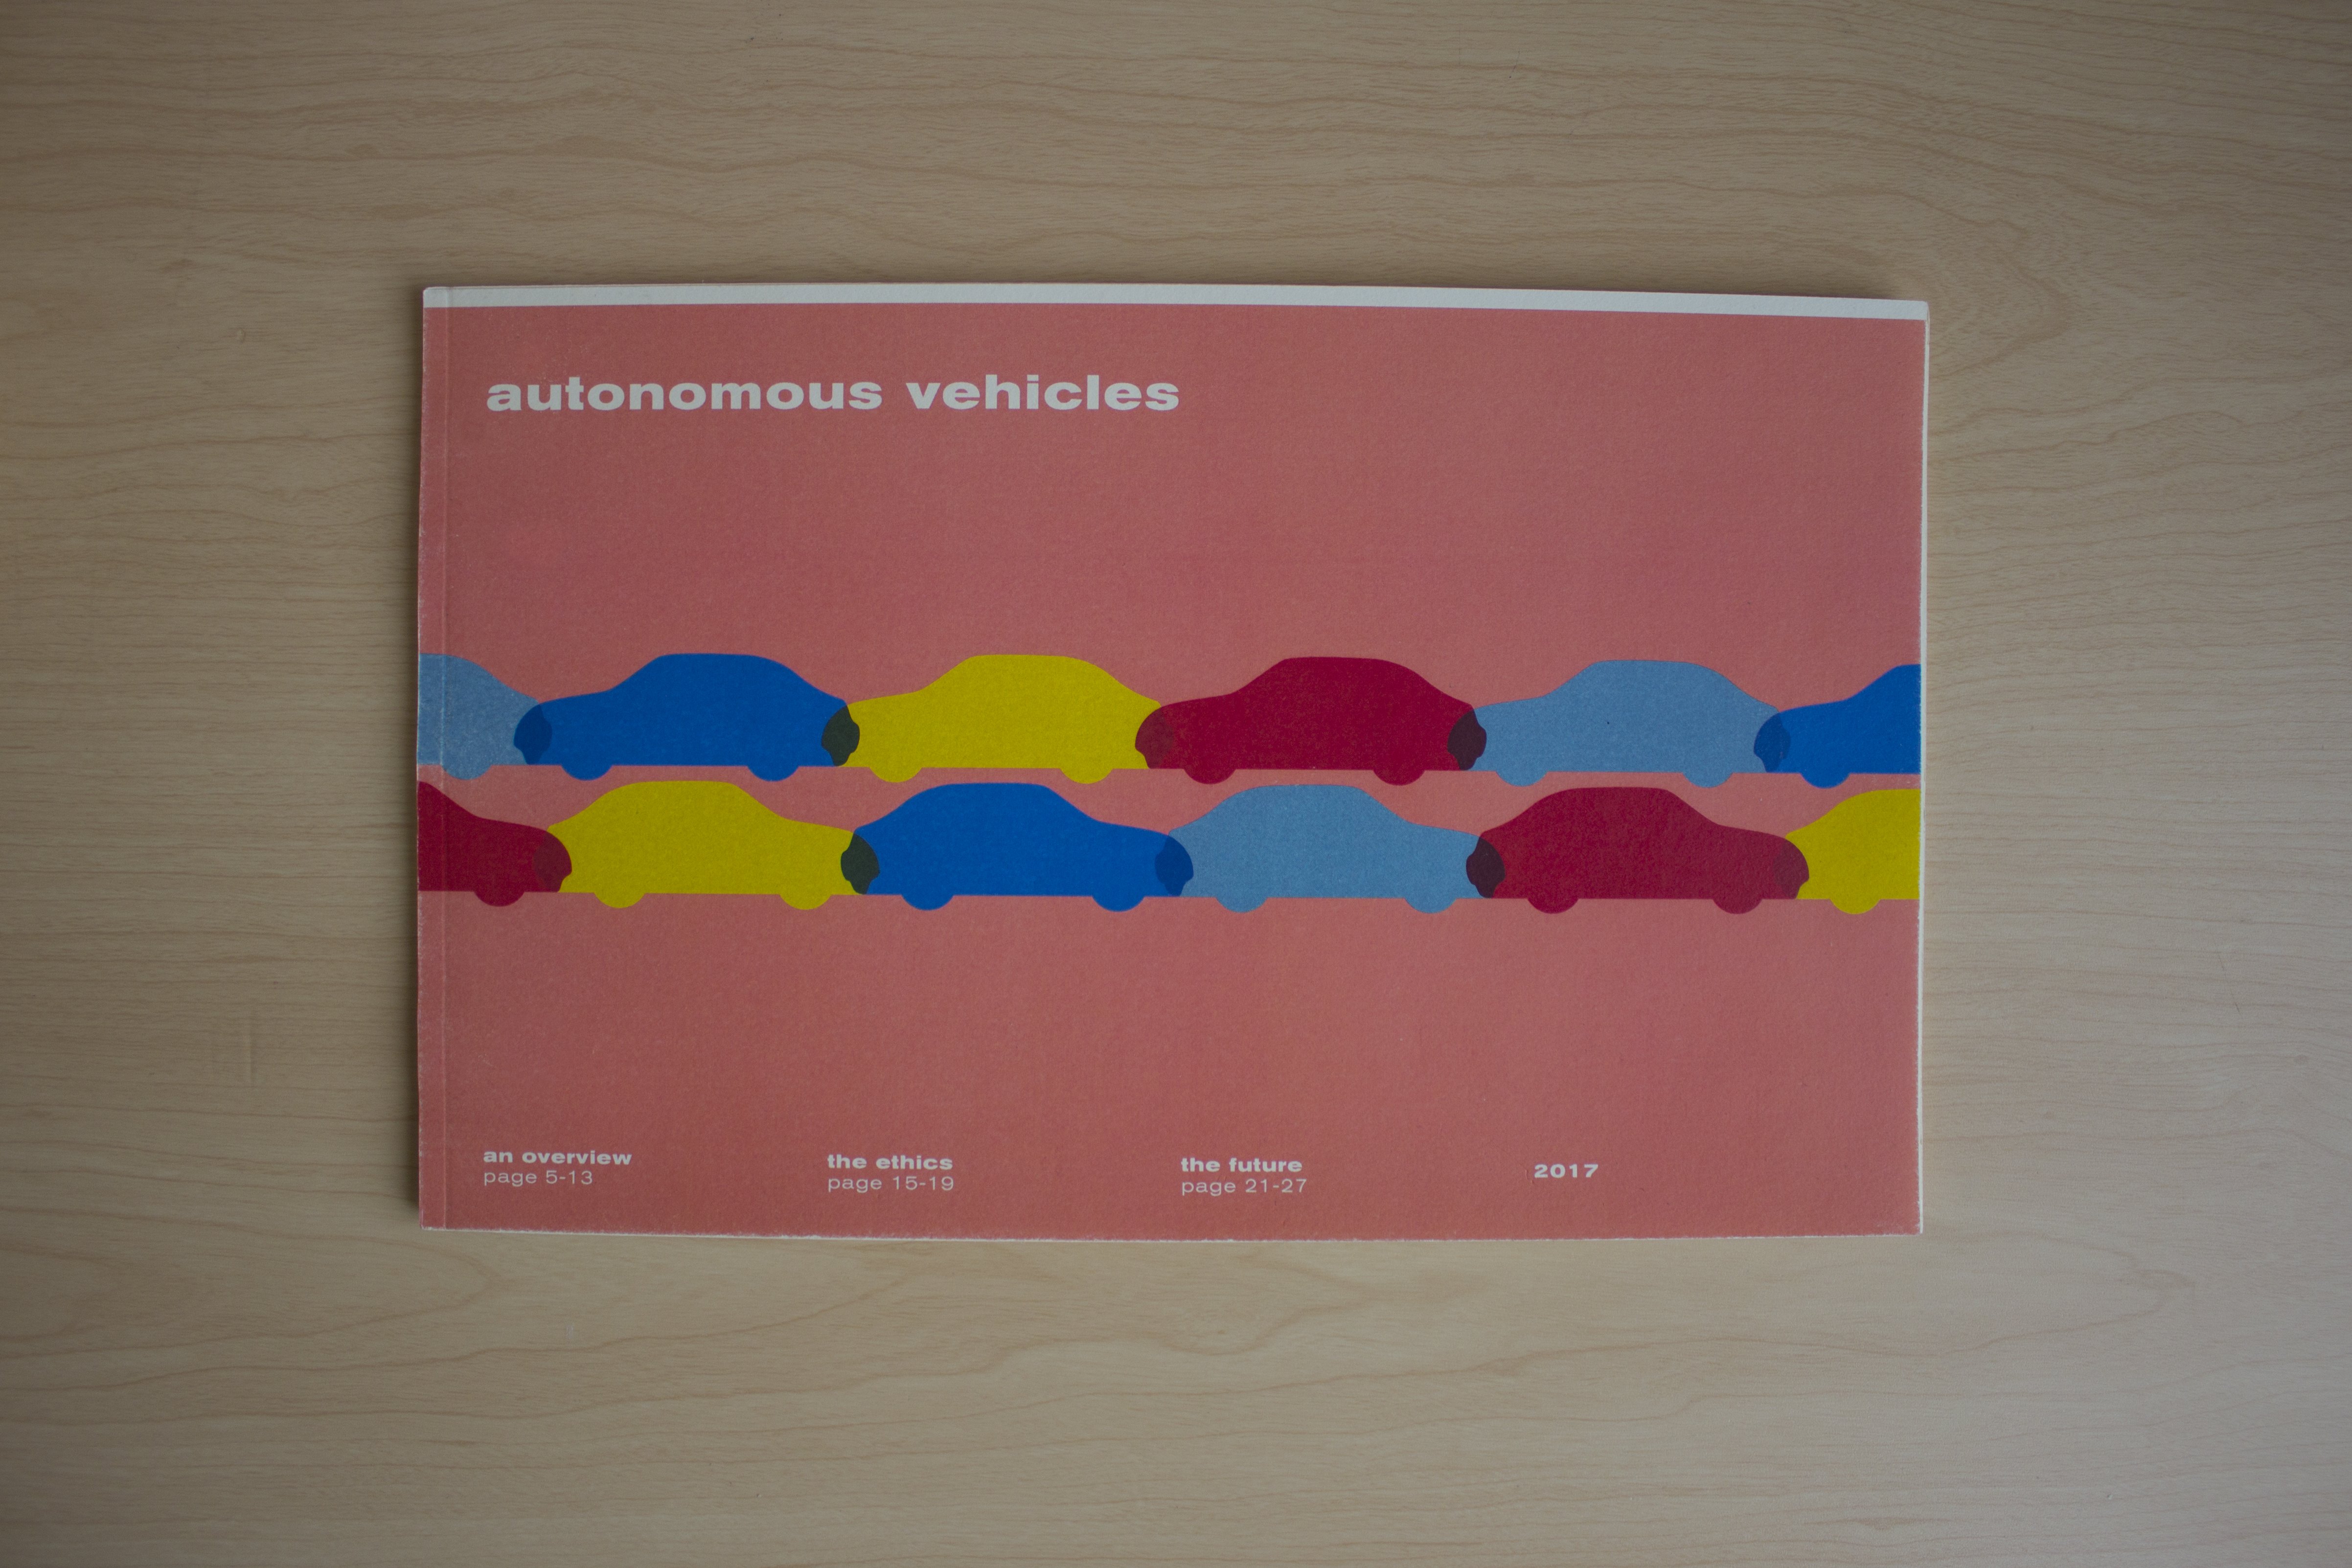 autonomous vehicles
an overview
page 5-13
the ethics
page 15-19
the future
page 21-27
2017